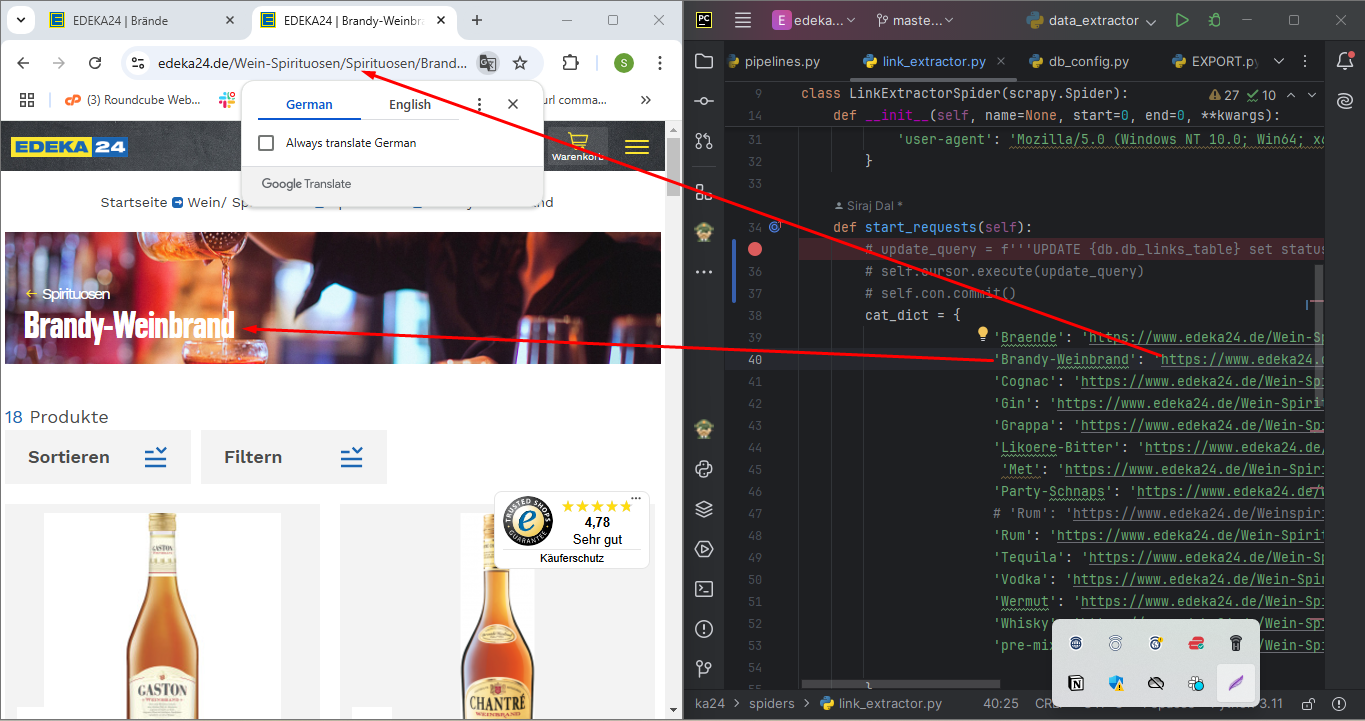 EDEKA24 | Brände
EDEKA24 | Brandy-Weinbra
edeka24.de/Wein-Spirituosen/Spirituosen/Brand...
S
(3) Roundcube Web...
url comma...
German
English
Always translate German
Google Translate
EDEKA 24
Warenkorb
Startseite
Wein/
← Spirituosen
Brandy-Weinbrand
18 Produkte
Sortieren
Filtern
TRUSTED SHOPS
GUARANTEE
e
4,78
Sehr gut
Käuferschutz
GASTON
GASTON
WEINBRAND
CHANTRÉ
WEINBRAND
PC
E
edeka...
maste...
data_extractor
pipelines.py
link_extractor.py
db_config.py
EXPORT.py
9 class LinkExtractorSpider(scrapy.Spider):
27
10
14 def __init__(self, name=None, start=0, end=0, **kwargs):
31 'user-agent': 'Mozilla/5.0 (Windows NT 10.0; Win64; x
32 }
33
Siraj Dal *
34 def start_requests(self):
# update_query = f'''UPDATE {db.db_links_table} set status
36 # self.cursor.execute(update_query)
37 # self.con.commit()
38 cat_dict = {
39 'Braende': 'https://www.edeka24.de/Wein-S
40 'Brandy-Weinbrand': 'https://www.edeka24.
41 'Cognac': 'https://www.edeka24.de/Wein-Spi
42 'Gin': 'https://www.edeka24.de/Wein-Spirit
43 'Grappa': 'https://www.edeka24.de/Wein-Spi
44 'Likoere-Bitter': 'https://www.edeka24.de/
45 'Met': 'https://www.edeka24.de/Wein-Spiri
46 'Party-Schnaps': 'https://www.edeka24.de/W
47 # 'Rum': 'https://www.edeka24.de/Weinspiri
48 'Rum': 'https://www.edeka24.de/Wein-Spirit
49 'Tequila': 'https://www.edeka24.de/Wein-Sp
50 'Vodka': 'https://www.edeka24.de/Wein-Spir
51 'Wermut': 'https://www.edeka24.de/Wein-Spi
52 'Whisky'
53 'pre-mix
54
55 }
ka24 > spiders > link_extractor.py
40:25
3.11